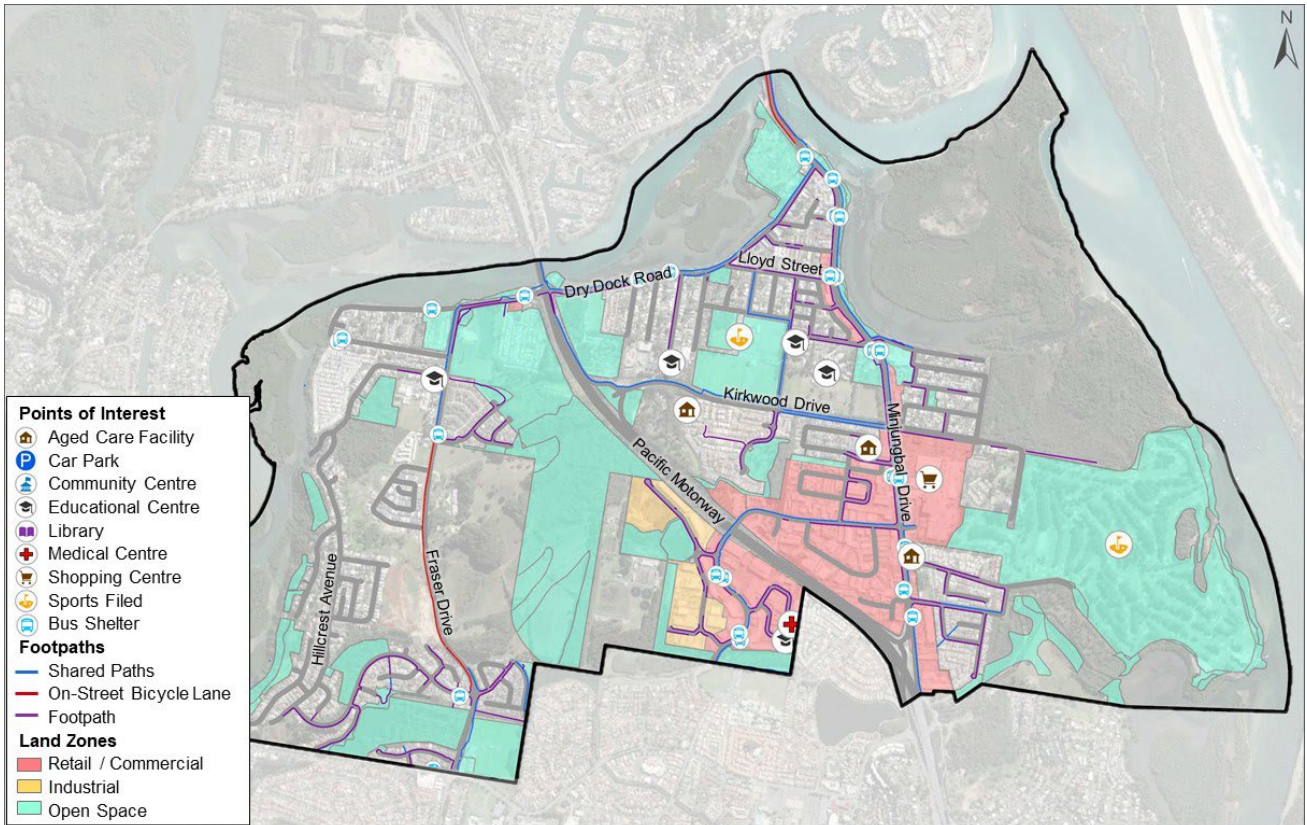 N
Lloyd Street
Dry Dock Road
Kirkwood Drive
Minjungbal Drive
Pacific Motorway
Fraser Drive
Hillcrest Avenue
Points of Interest
Aged Care Facility
P Car Park
Community Centre
Educational Centre
Library
Medical Centre
Shopping Centre
Sports Filed
Bus Shelter
Footpaths
Shared Paths
On-Street Bicycle Lane
Footpath
Land Zones
Retail / Commercial
Industrial
Open Space